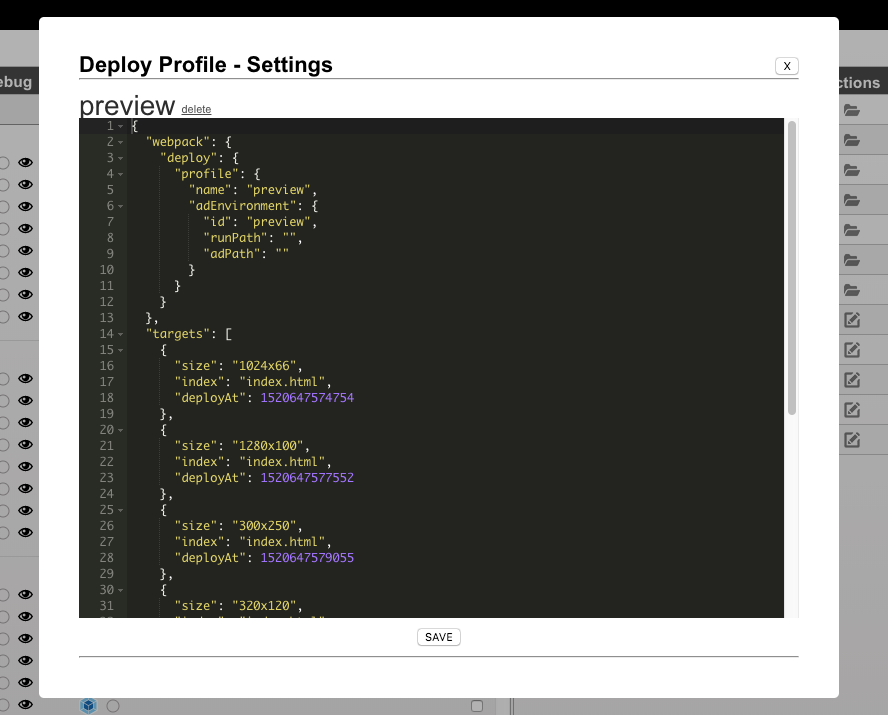 Deploy Profile - Settings
X
ebug
ctions
preview delete
1 {
2 "webpack": {
3 "deploy": {
4 "profile": {
5 "name": "preview",
6 "adEnvironment": {
7 "id": "preview",
8 "runPath": "",
9 "adPath": ""
10 }
11 }
12 }
13 },
14 "targets": [
15 {
16 "size": "1024x66",
17 "index": "index.html",
18 "deployAt": 1520647574754
19 },
20 {
21 "size": "1280x100",
22 "index": "index.html",
23 "deployAt": 1520647577552
24 },
25 {
26 "size": "300x250",
27 "index": "index.html",
28 "deployAt": 1520647579055
29 },
30 {
31 "size": "320x120",
SAVE